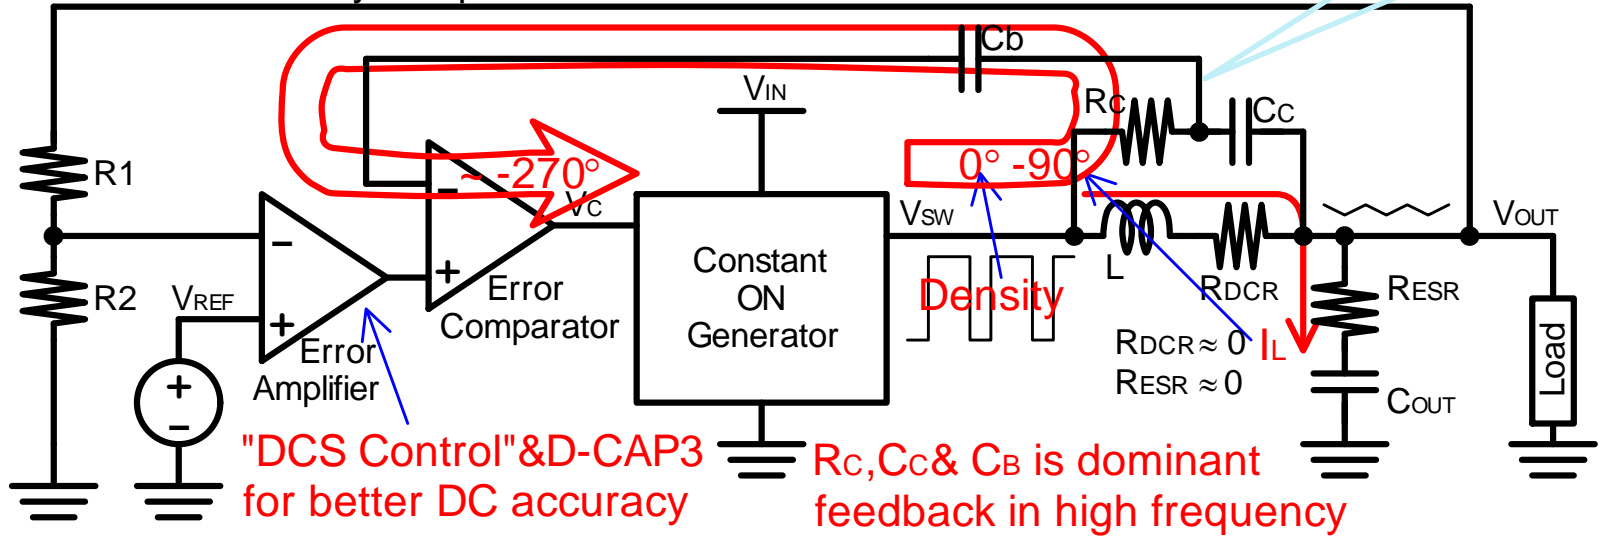 Cb
VIN
RC
CC
R1
~ -270°
0° -90°
VC
VSW
VOUT
−
+
Constant
ON
Generator
L
RDCR
RESR
R2
VREF
Error
Comparator
Density
Error
Amplifier
RDCR ≈ 0
IL
RESR ≈ 0
Load
COUT
"DCS Control"&D-CAP3
for better DC accuracy
RC,CC& CB is dominant
feedback in high frequency